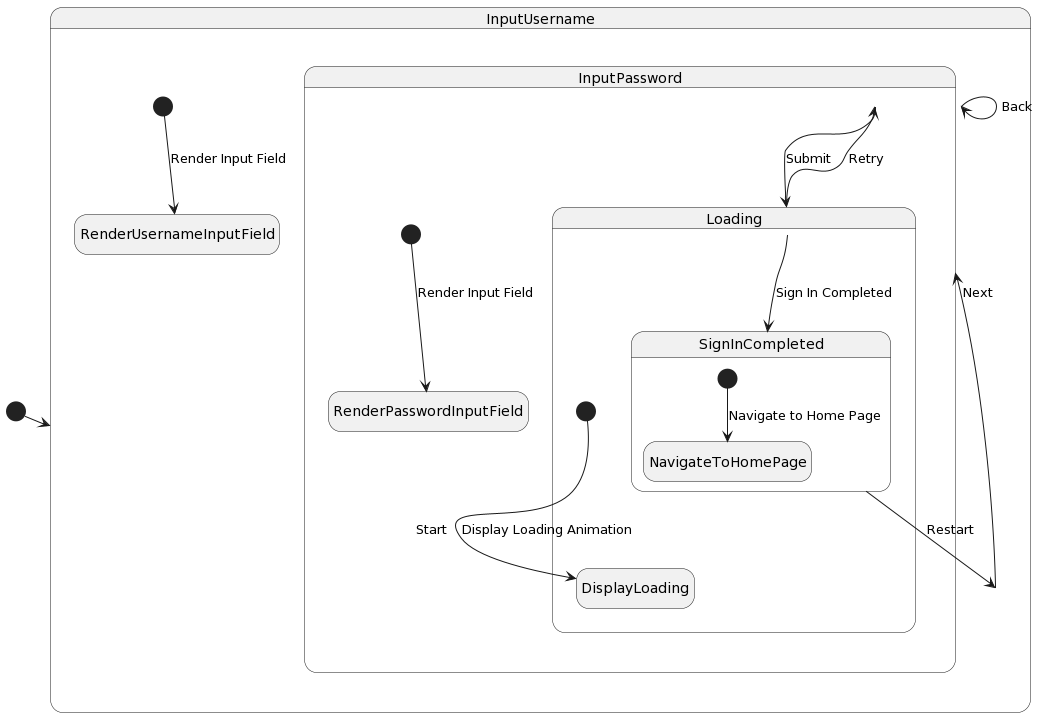 InputUsername
InputPassword
Back
Render Input Field
Submit
Retry
Loading
RenderUsernameInputField
Render Input Field
Sign In Completed
Next
SignInCompleted
RenderPasswordInputField
Navigate to Home Page
NavigateToHomePage
Start
Display Loading Animation
Restart
DisplayLoading